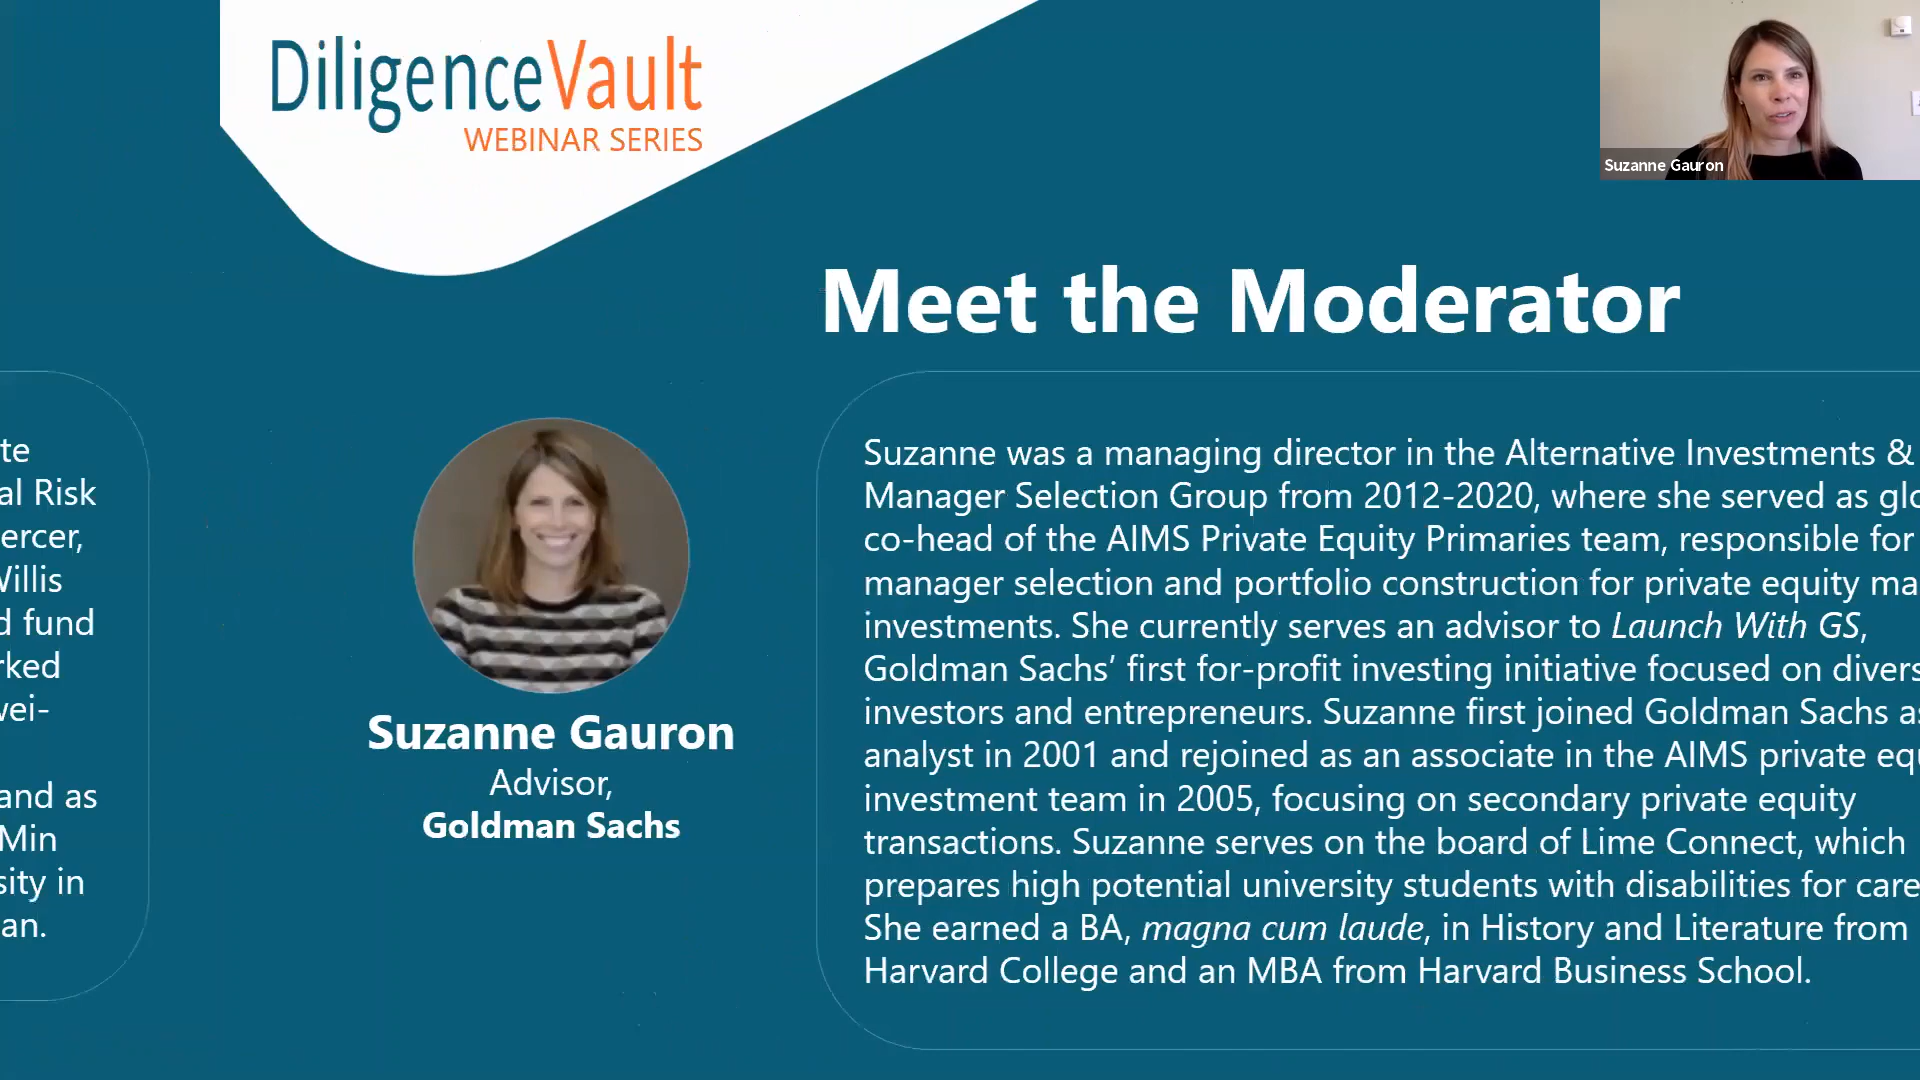 DiligenceVault
WEBINAR SERIES
Suzanne Gauron
Meet the Moderator
te
al Risk
ercer,
Willis
d fund
rked
wei-
and as
Min
sity in
an.
Suzanne Gauron
Advisor,
Goldman Sachs
Suzanne was a managing director in the Alternative Investments &
Manager Selection Group from 2012-2020, where she served as glo
co-head of the AIMS Private Equity Primaries team, responsible for
manager selection and portfolio construction for private equity ma
investments. She currently serves an advisor to Launch With GS,
Goldman Sachs’ first for-profit investing initiative focused on divers
investors and entrepreneurs. Suzanne first joined Goldman Sachs as
analyst in 2001 and rejoined as an associate in the AIMS private equ
investment team in 2005, focusing on secondary private equity
transactions. Suzanne serves on the board of Lime Connect, which
prepares high potential university students with disabilities for care
She earned a BA, magna cum laude, in History and Literature from
Harvard College and an MBA from Harvard Business School.